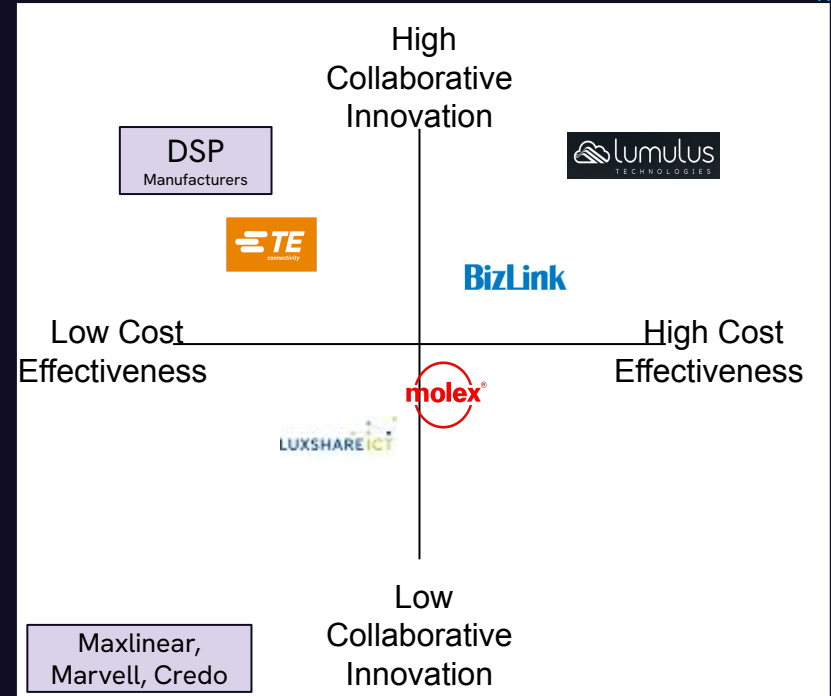 High
Collaborative
Innovation
DSP
Manufacturers
lumulus
TECHNOLOGIES
TE
connectivity
BizLink
Low Cost
Effectiveness
High Cost
Effectiveness
molex®
LUXSHARE ICT
Low
Collaborative
Innovation
Maxlinear,
Marvell, Credo